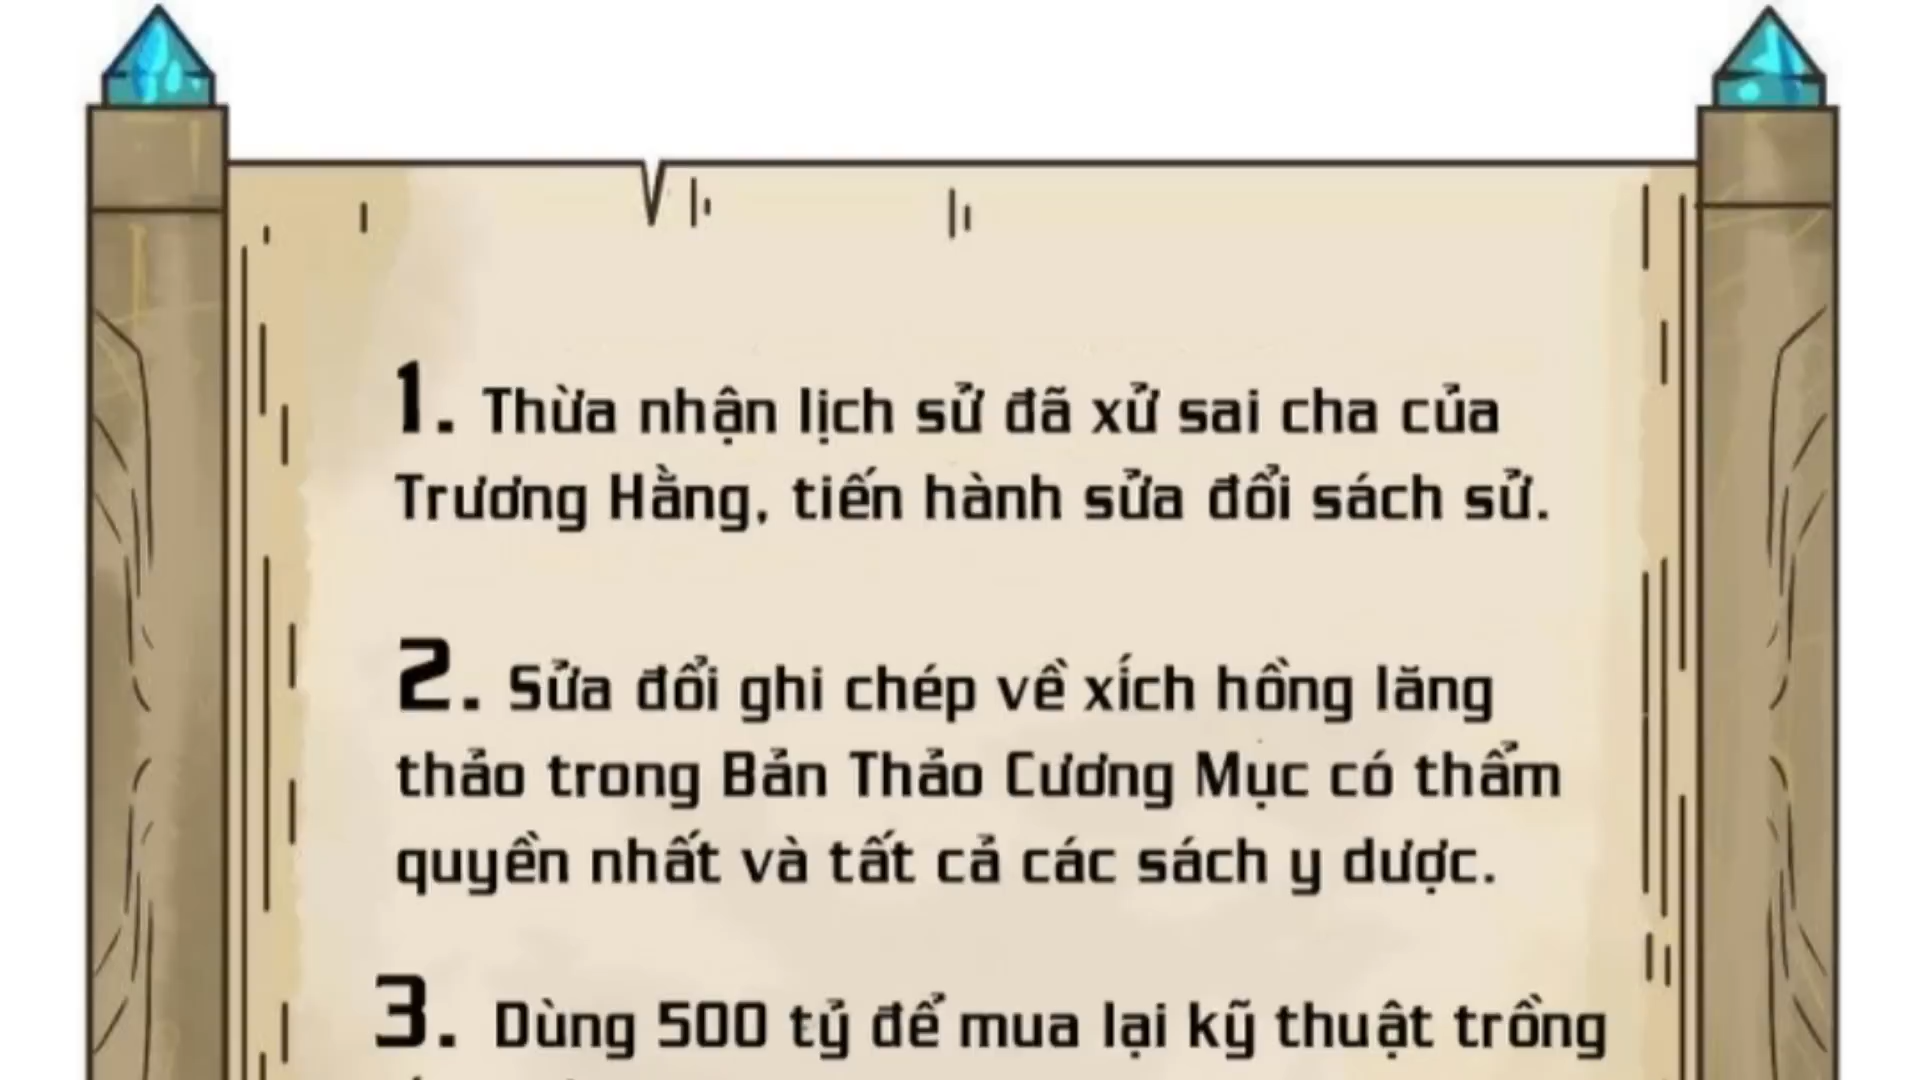 1. Thừa nhận lịch sử đã xử sai cha của
Trương Hằng, tiến hành sửa đổi sách sử.
2. Sửa đổi ghi chép về xích hồng lăng
thảo trong Bản Thảo Cương Mục có thẩm
quyền nhất và tất cả các sách y dược.
3. Dùng 500 tỷ để mua lại kỹ thuật trồng